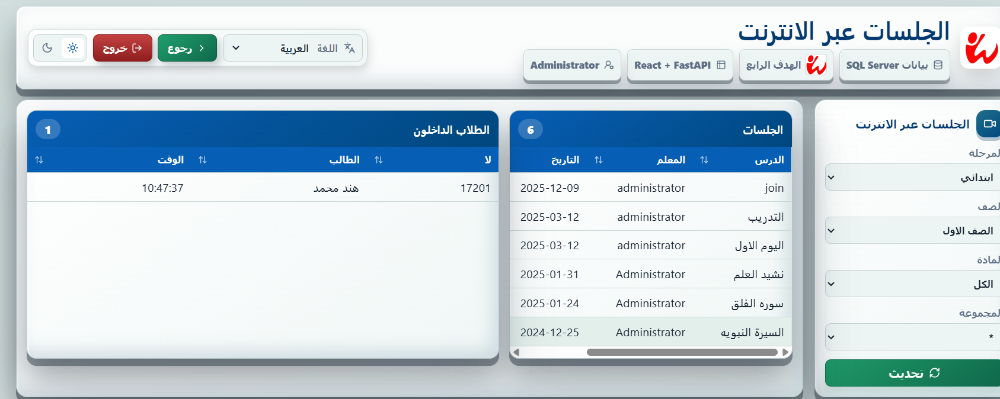 الجلسات عبر الانترنت
بيانات SQL Server
الهدف الرابع
React + FastAPI
Administrator
اللغة العربية
رجوع
خروج
الجلسات عبر الانترنت
لمرحلة
ابتدائي
لصف
الصف الاول
لمادة
الكل
لمجموعة
*
تحديث
الجلسات 6
الدرس المعلم التاريخ
join administrator 2025-12-09
التدريب administrator 2025-03-12
اليوم الاول administrator 2025-03-12
نشيد العلم Administrator 2025-01-31
سوره الفلق Administrator 2025-01-24
السيرة النبويه Administrator 2024-12-25
الطلاب الداخلون 1
لا الطالب الوقت
17201 هند محمد 10:47:37